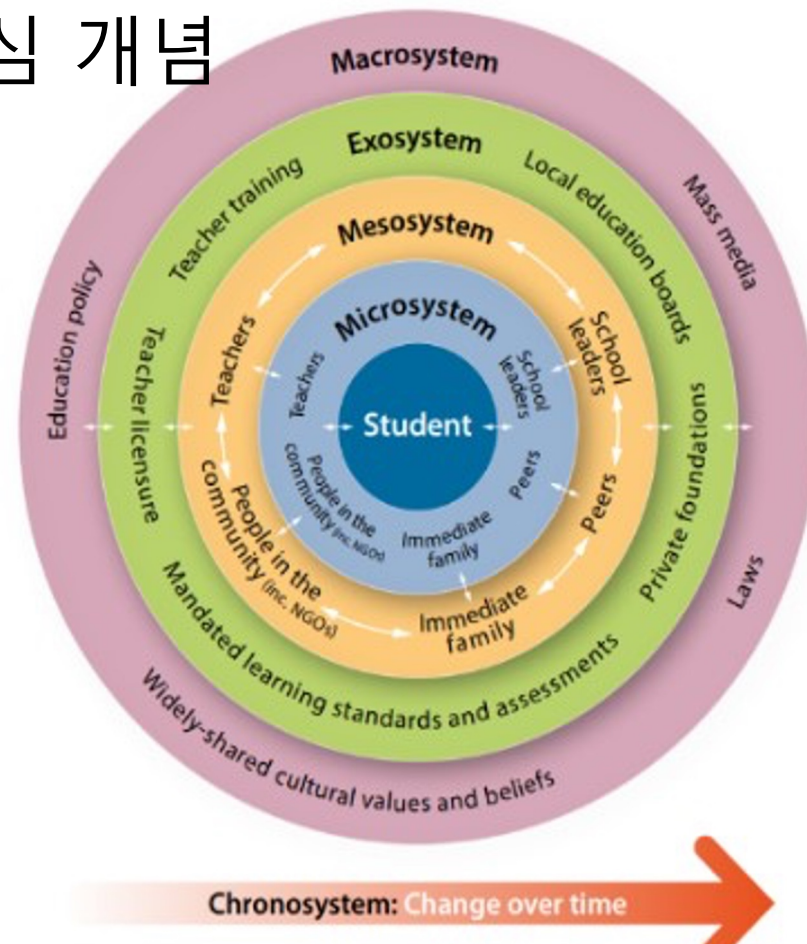 심 개념
Macrosystem
Mass media
Education policy
Laws
Widely-shared cultural values and beliefs
Exosystem
Teacher training
Local education boards
Teacher licensure
Private foundations
Mandated learning standards and assessments
Mesosystem
Teachers
School
leaders
Peers
People in the
community (inc, NGOs)
Immediate
family
Microsystem
Teachers
School
leaders
Peers
People in the
community (inc, NGOs)
Immediate
family
Student
Chronosystem: Change over time